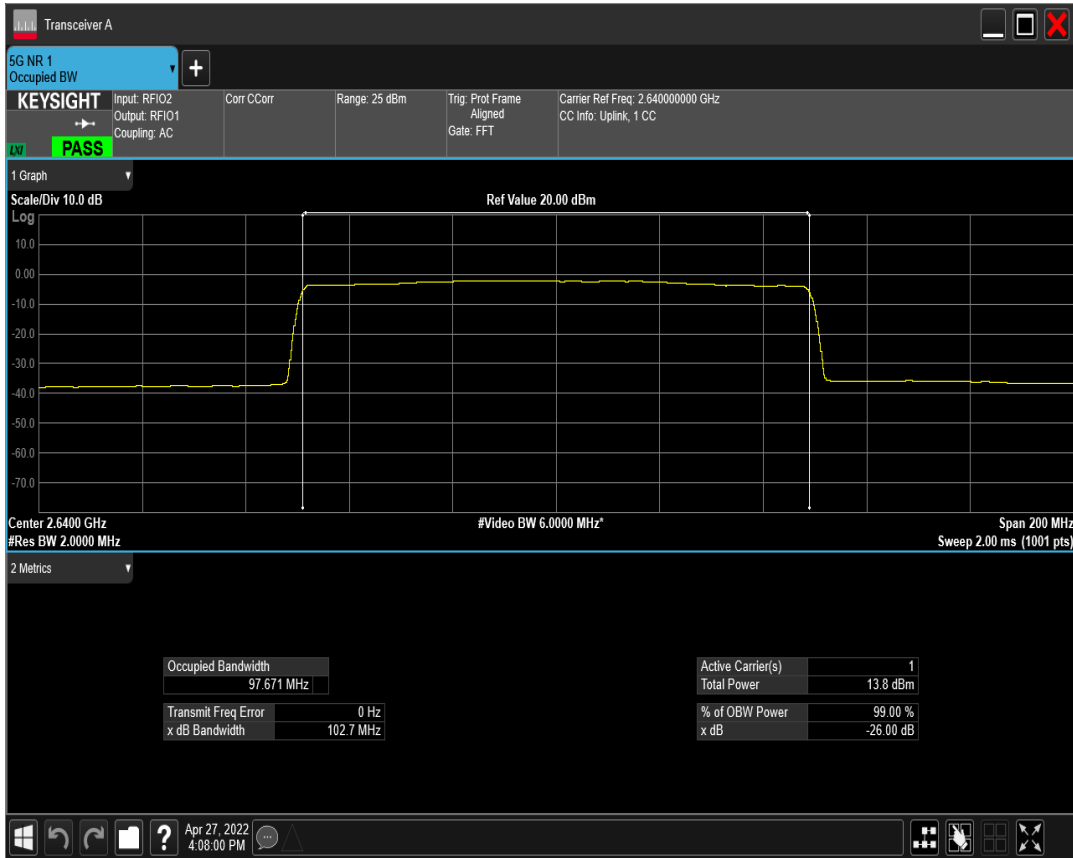 Transceiver A
5G NR 1
Occupied BW
KEYSIGHT
LXI
PASS
Input: RFIO2
Output: RFIO1
Coupling: AC
Corr CCorr
Range: 25 dBm
Trig: Prot Frame
Aligned
Gate: FFT
Carrier Ref Freq: 2.640000000 GHz
CC Info: Uplink, 1 CC
1 Graph
Scale/Div 10.0 dB
Ref Value 20.00 dBm
Log
10.0
0.00
-10.0
-20.0
-30.0
-40.0
-50.0
-60.0
-70.0
Center 2.6400 GHz
#Video BW 6.0000 MHz*
Span 200 MHz
#Res BW 2.0000 MHz
Sweep 2.00 ms (1001 pts)
2 Metrics
Occupied Bandwidth
97.671 MHz
Transmit Freq Error 0 Hz
x dB Bandwidth 102.7 MHz
Active Carrier(s) 1
Total Power 13.8 dBm
% of OBW Power 99.00 %
x dB -26.00 dB
Apr 27, 2022
4:08:00 PM